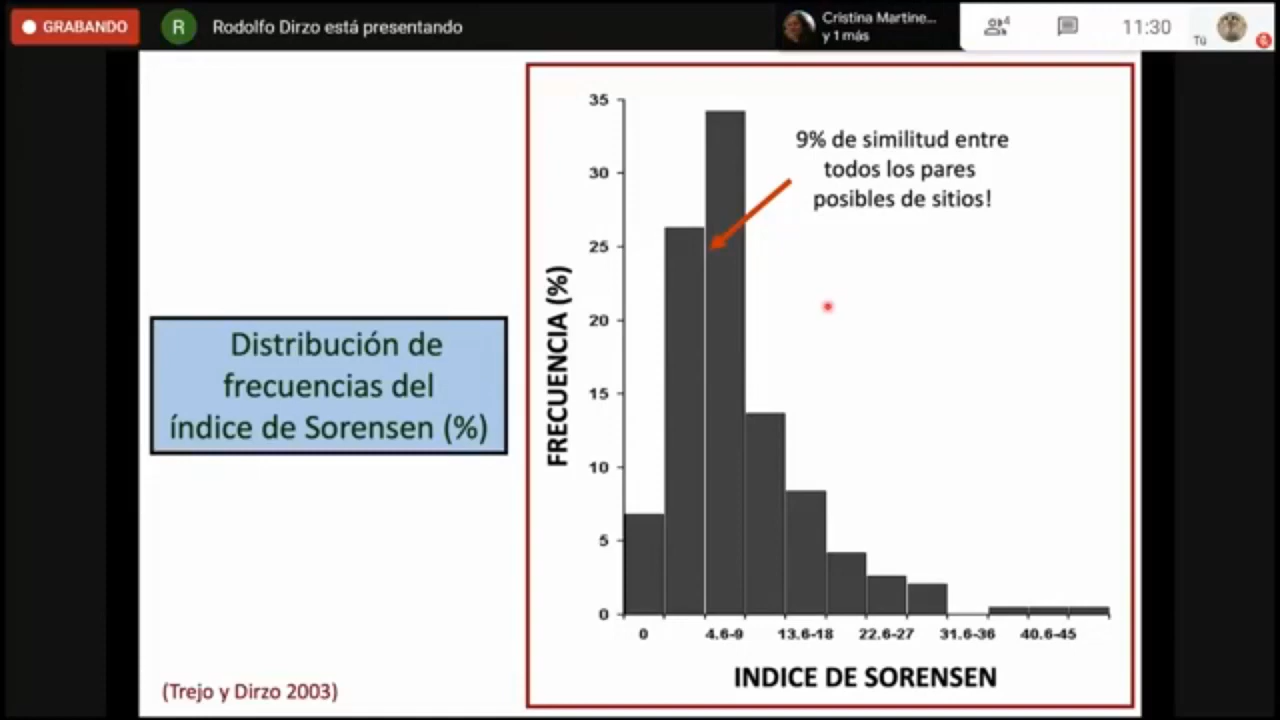 GRABANDO
R
Rodolfo Dirzo está presentando
Cristina Martine...
y 1 más
4
11:30
Tú
35
30
25
20
15
10
5
0
FRECUENCIA (%)
9% de similitud entre
todos los pares
posibles de sitios!
Distribución de
frecuencias del
índice de Sorensen (%)
0 4.6-9 13.6-18 22.6-27 31.6-36 40.6-45
INDICE DE SORENSEN
(Trejo y Dirzo 2003)